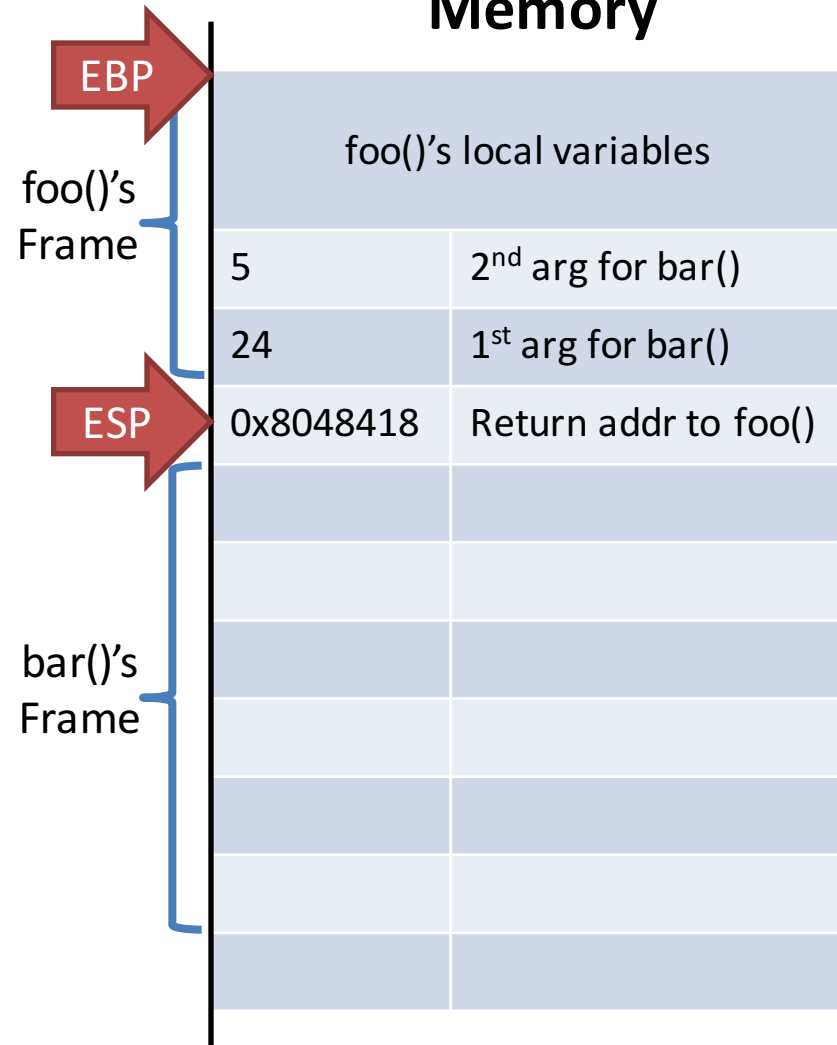 Memory
EBP
foo()'s local variables
foo()’s
Frame
5 2nd arg for bar()
24 1st arg for bar()
ESP 0x8048418 Return addr to foo()
bar()’s
Frame